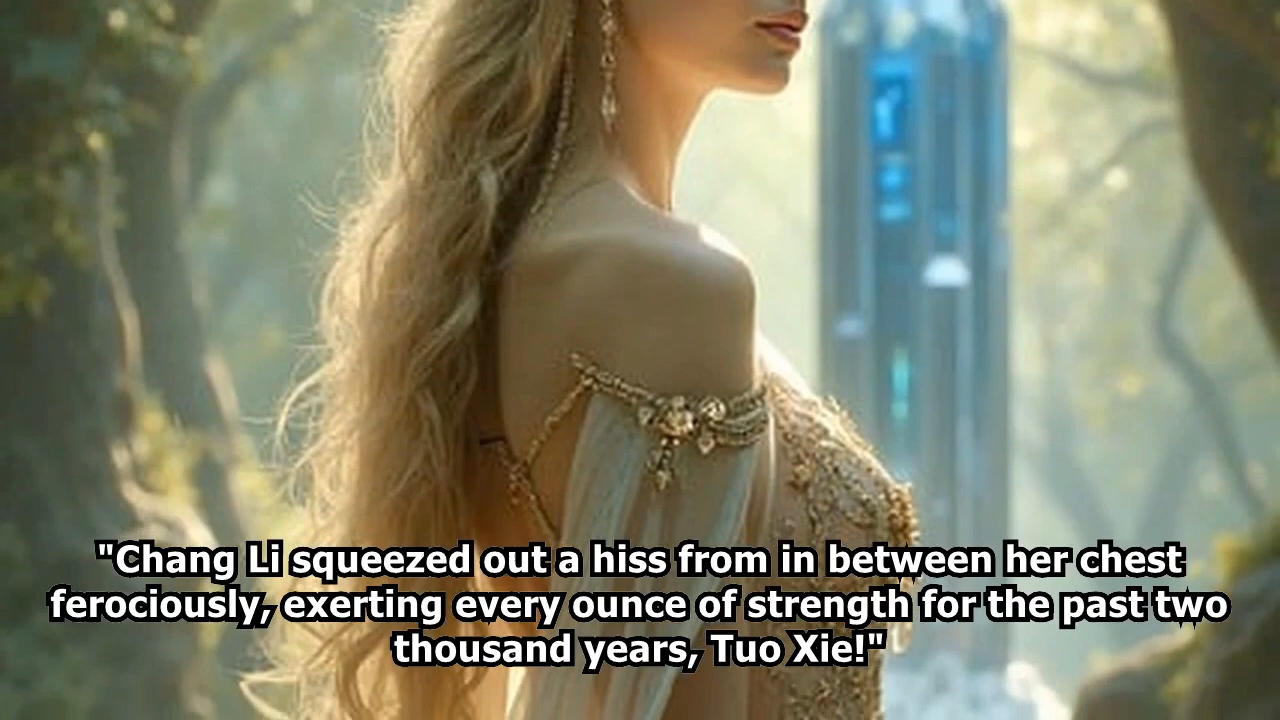 "Chang Li squeezed out a hiss from in between her chest
ferociously, exerting every ounce of strength for the past two
thousand years, Tuo Xie!"